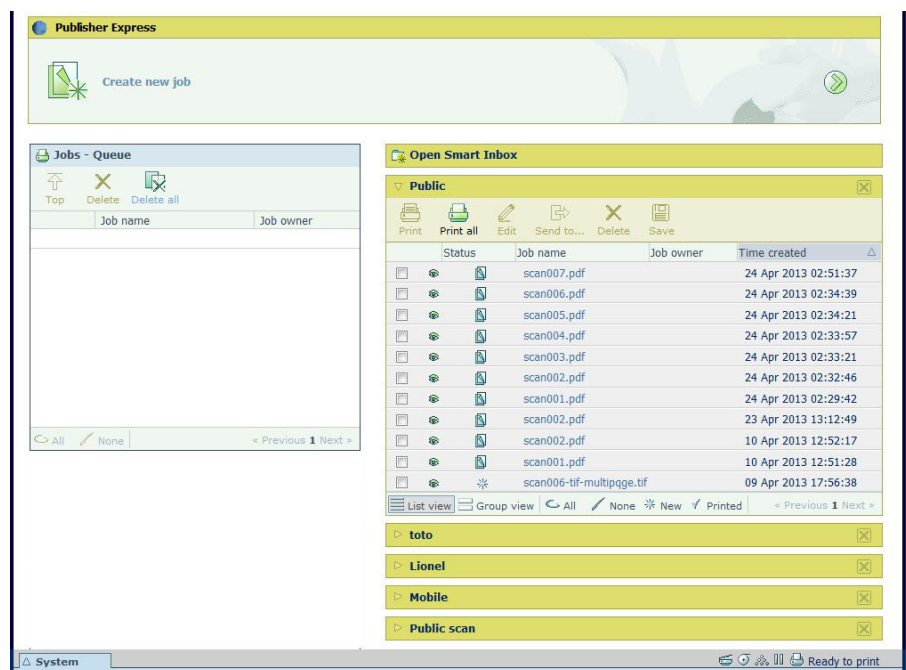 Publisher Express
Create new job
Jobs - Queue
Top Delete Delete all
Job name Job owner
All None « Previous 1 Next »
Open Smart Inbox
Public
Print Print all Edit Send to... Delete Save
Status Job name Job owner Time created
scan007.pdf 24 Apr 2013 02:51:37
scan006.pdf 24 Apr 2013 02:34:39
scan005.pdf 24 Apr 2013 02:34:21
scan004.pdf 24 Apr 2013 02:33:57
scan003.pdf 24 Apr 2013 02:33:21
scan002.pdf 24 Apr 2013 02:32:46
scan001.pdf 24 Apr 2013 02:29:42
scan002.pdf 23 Apr 2013 13:12:49
scan002.pdf 10 Apr 2013 12:52:17
scan001.pdf 10 Apr 2013 12:51:28
scan006-tif-multipqge.tif 09 Apr 2013 17:56:38
List view Group view All None New Printed « Previous 1 Next »
toto
Lionel
Mobile
Public scan
System Ready to print